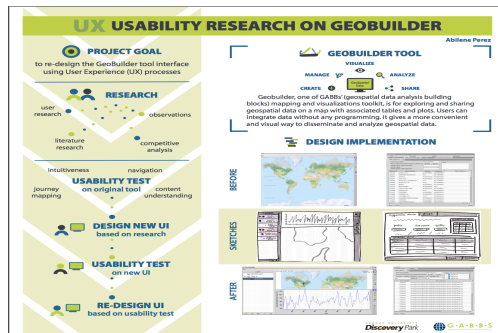 UX USABILITY RESEARCH ON GEOBUILDER
Abilene Perez
PROJECT GOAL
to re-design the GeoBuilder tool interface
using User Experience (UX) processes
RESEARCH
user
research
observations
literature
research
competitive
analysis
intuitiveness
navigation
USABILITY TEST
on original tool
journey
mapping
content
understanding
DESIGN NEW UI
based on research
USABILITY TEST
on new UI
RE-DESIGN UI
based on usability test
GEOBUILDER TOOL
VISUALIZE
MANAGE
ANALYZE
CREATE
SHARE
Geobuilder, one of GABBs' (geospatial data analysis building
blocks) mapping and visualizations toolkit, is for exploring and sharing
geospatial data on a map with associated tables and plots. Users can
integrate data without any programming. It gives a more convenient
and visual way to disseminate and analyze geospatial data.
DESIGN IMPLEMENTATION
BEFORE
SKETCHES
AFTER
Discovery Park
G·A·B·B·S